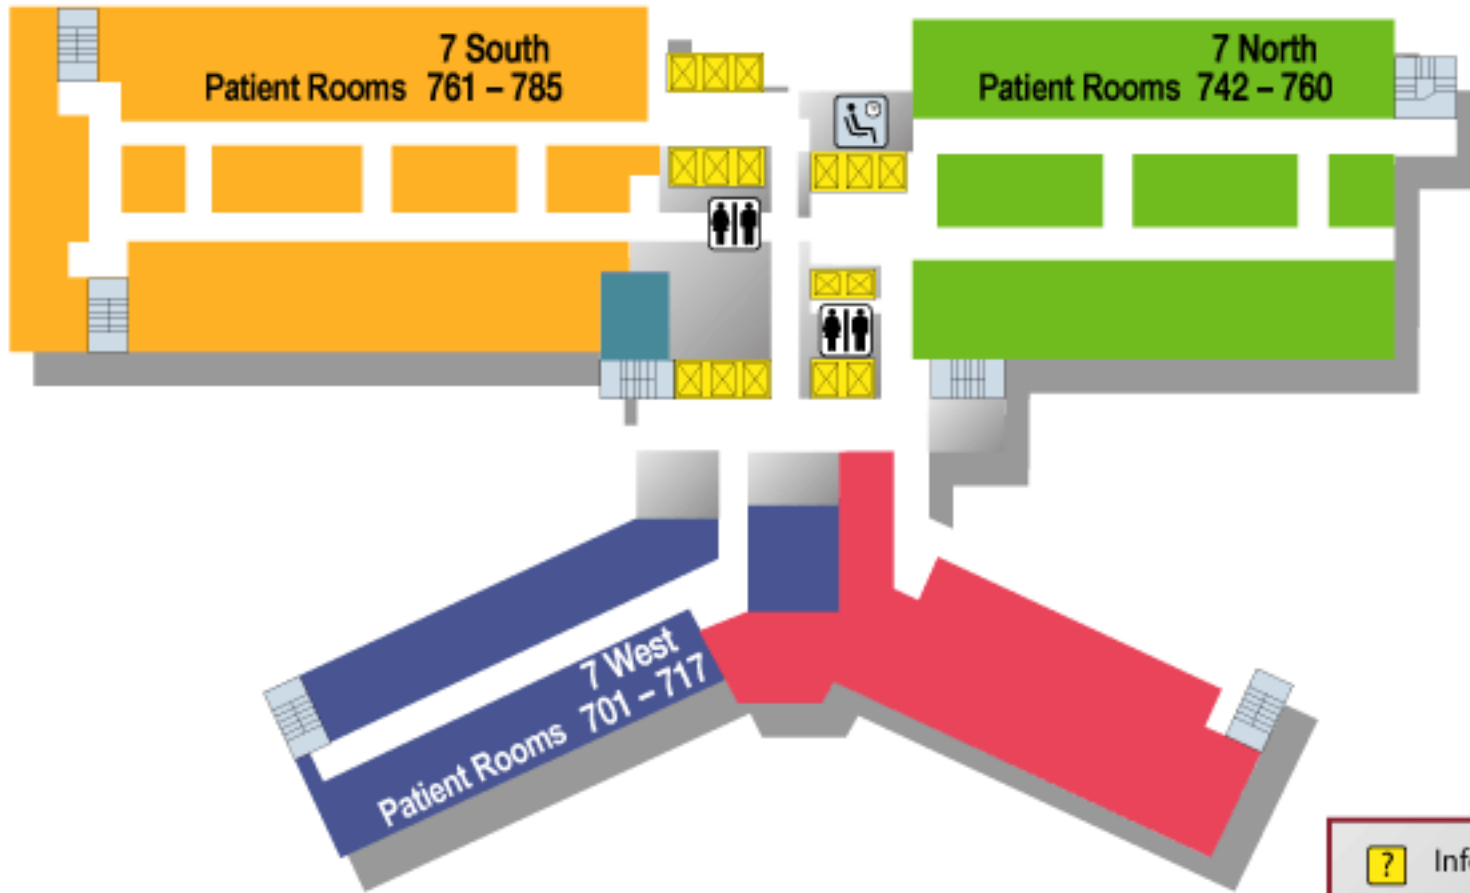 7 South
Patient Rooms 761 – 785
7 North
Patient Rooms 742 – 760
7 West
Patient Rooms 701 – 717
?